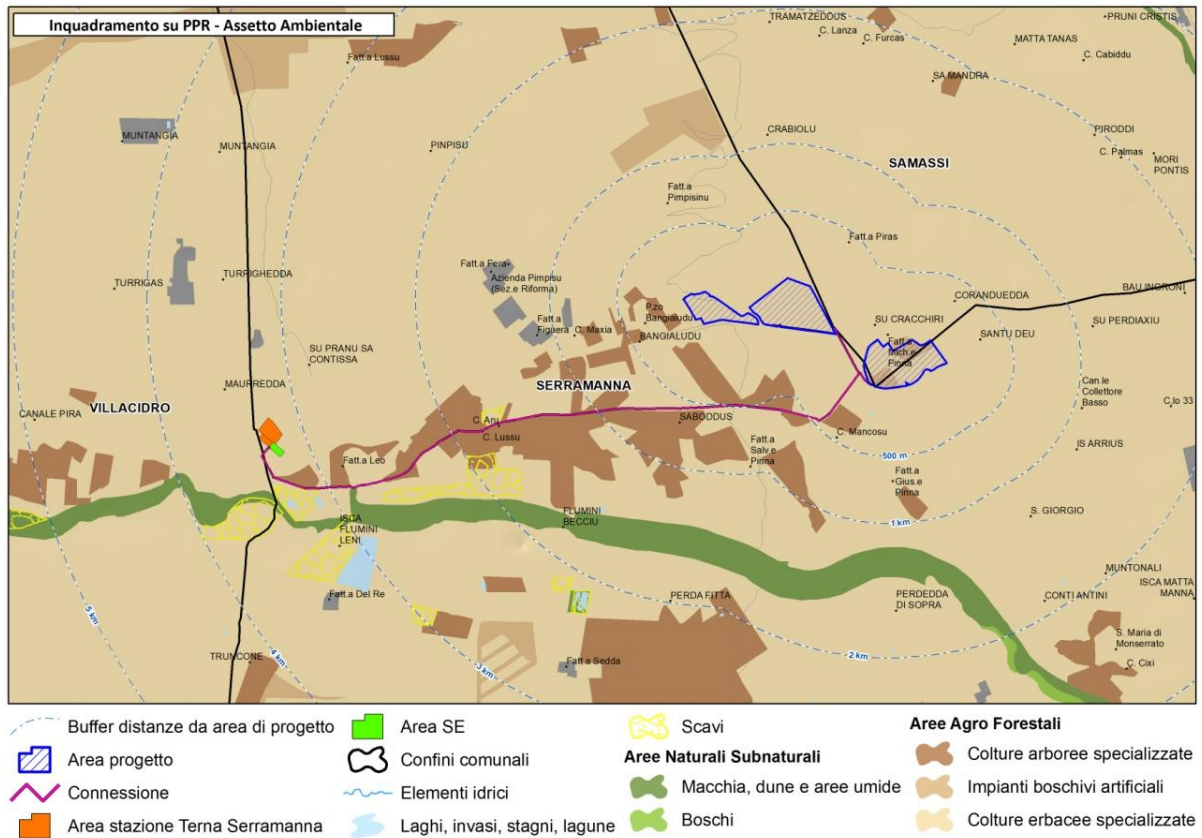 Inquadramento su PPR - Assetto Ambientale
TRAMATZEDDUS
C. Lanza
C. Furcas
PRUNI CRISTIS
MATTA TANAS
C. Cabiddu
Fatt.a Lussu
SA MANDRA
MUNTANGIA
MUNTANGIA
PINPISU
CRABIOLU
PIRODDI
C. Palmas
MORI
PONTIS
SAMASSI
Fatt.a
Pimpisinu
Fatt.a Piras
Fatt.a Fera
Azienda Pimpisu
(Sez.e Riforma)
TURRIGAS
TURRIGHEDDA
CORANDUEDDA
BAU INGRONI
P.zo
Bangialudu
Fatt.a
Figuera
C. Maxia
BANGIALUDU
SU CRACCHIRI
SANTU DEU
SU PERDIAXIU
Fatt.a
Mich.e
Pinna
SU PRANU SA
CONTISSA
MAURREDDA
SERRAMANNA
Can.le
Collettore
Basso
C.lo 33
CANALE PIRA
VILLACIDRO
C. Aru
C. Lussu
SABODDUS
C. Mancosu
IS ARRIUS
Fatt.a
Salv.e
Pinna
500 m
Fatt.a Leo
Fatt.a
Gius.e
Pinna
S. GIORGIO
1 km
ISCA
FLUMINI
LENI
FLUMINI
BECCIU
MUNTONALI
ISCA MATTA
MANNA
Fatt.a Del Re
PERDA FITTA
PERDEDDA
DI SOPRA
CONTI ANTINI
5 km
4 km
3 km
2 km
TRUNCONE
Fatt.a Sedda
S. Maria di
Monserrato
C. Cixi
Buffer distanze da area di progetto
Area progetto
Connessione
Area stazione Terna Serramanna
Area SE
Confini comunali
Elementi idrici
Laghi, invasi, stagni, lagune
Scavi
Aree Naturali Subnaturali
Macchia, dune e aree umide
Boschi
Aree Agro Forestali
Colture arboree specializzate
Impianti boschivi artificiali
Colture erbacee specializzate